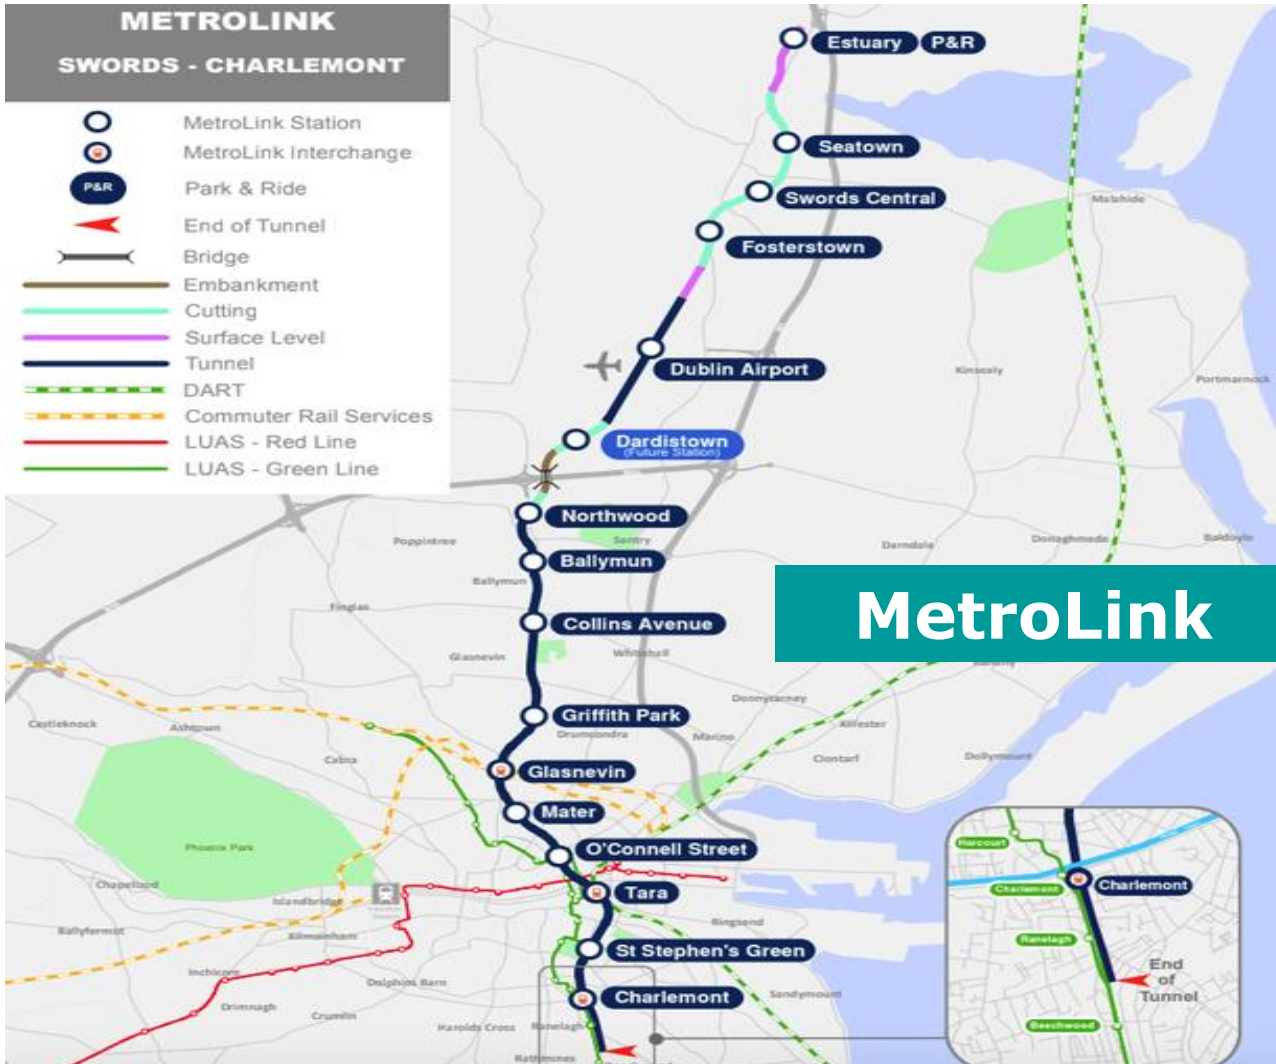 METROLINK
SWORDS - CHARLEMONT
MetroLink Station
MetroLink Interchange
P&R Park & Ride
End of Tunnel
Bridge
Embankment
Cutting
Surface Level
Tunnel
DART
Commuter Rail Services
LUAS - Red Line
LUAS - Green Line
Estuary P&R
Seatown
Swords Central
Malahide
Fosterstown
Dublin Airport
Kinsealy
Portmarnock
Dardistown
(Future Station)
Northwood
Poppintree
Santry
Darndale
Donaghmede
Baldoyle
Ballymun
Ballymun
Finglas
MetroLink
Collins Avenue
Glasnevin
Whitehall
Donnycarney
Griffith Park
Castleknock
Ashtown
Drumcondra
Marino
Killester
Cabra
Clontarf
Dollymount
Glasnevin
Mater
O'Connell Street
Phoenix Park
Harcourt
Charlemont
Charlemont
Chapelizod
Islandbridge
Tara
Ringsend
Ballyfermot
Kilmainham
Ranelagh
St Stephen's Green
End
of
Tunnel
Inchicore
Dolphins Barn
Sandymount
Charlemont
Drimnagh
Crumlin
Harolds Cross
Ranelagh
Beechwood
Rathmines